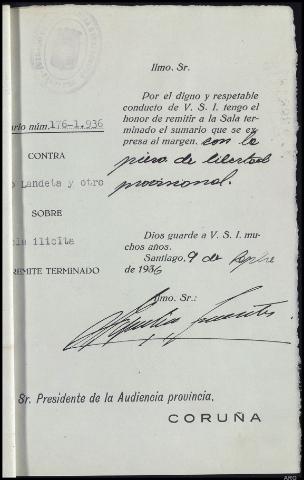 Ilmo. Sr.
Por el digno y respetable
conducto de V. S. I. tengo el
honor de remitir a la Sala ter-
minado el sumario que se ex-
presa al margen. con la
pieza de libertad
provisional.
rio núm. 176-1.936
CONTRA
o Landeta y otro
SOBRE
ilícita
REMITE TERMINADO
Dios guarde a V. S. I. mu-
chos años.
Santiago, 9 de Agosto
de 1936
Ilmo. Sr.:
Sr. Presidente de la Audiencia provincia,
CORUÑA